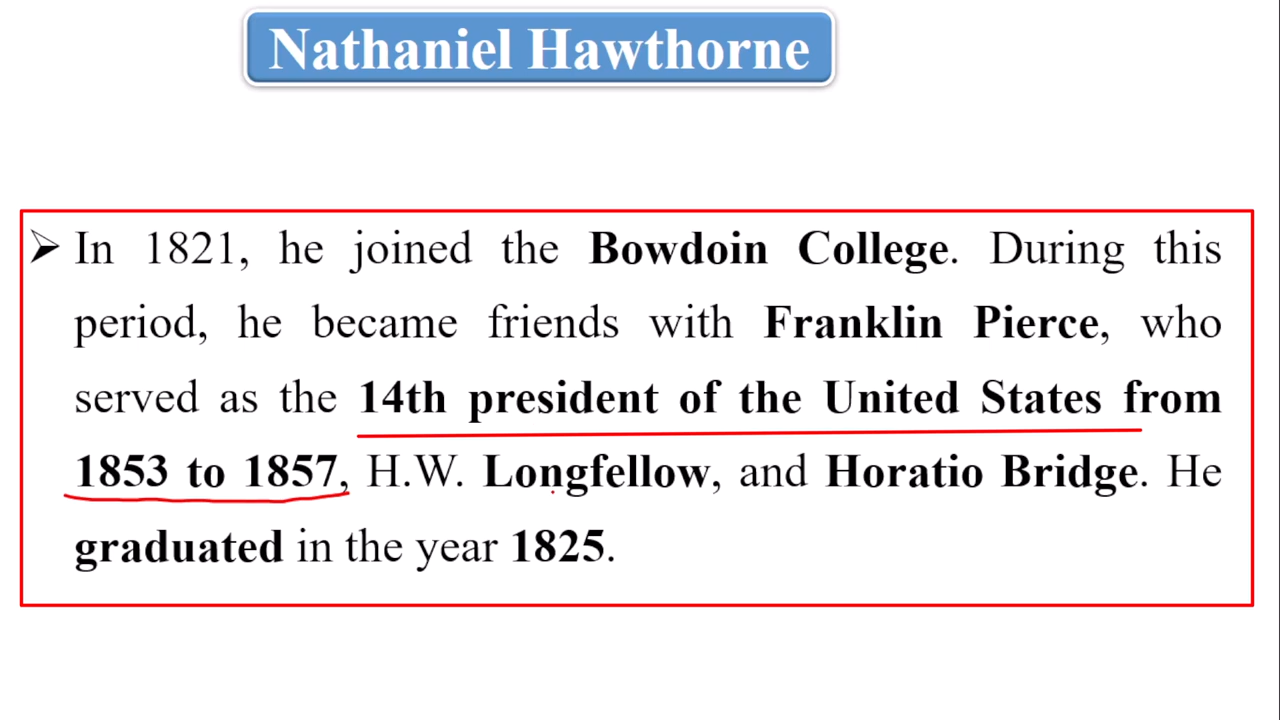 Nathaniel Hawthorne
➢ In 1821, he joined the Bowdoin College. During this
period, he became friends with Franklin Pierce, who
served as the 14th president of the United States from
1853 to 1857, H.W. Longfellow, and Horatio Bridge. He
graduated in the year 1825.